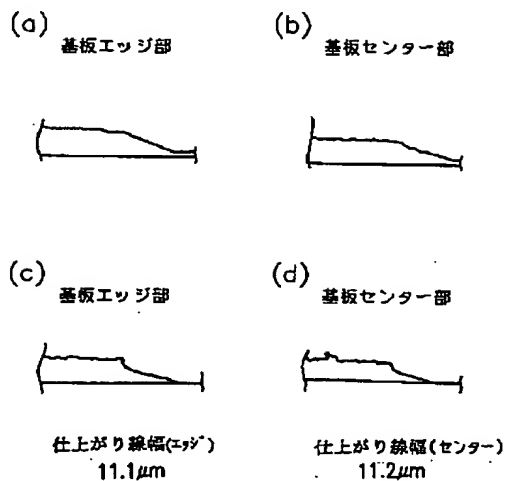 (a)
基板エッジ部
(b)
基板センター部
(c)
基板エッジ部
(d)
基板センター部
仕上がり線幅(ｴｯｼﾞ)
11.1μm
仕上がり線幅(センター)
11.2μm